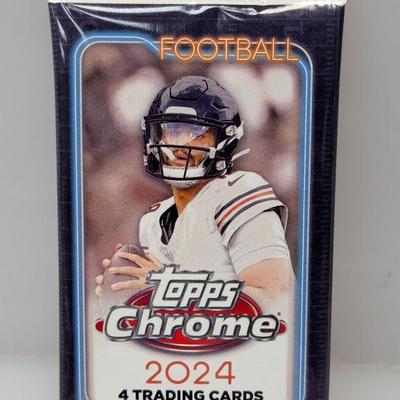 FOOTBALL
topps
Chrome
2024
4 TRADING CARDS